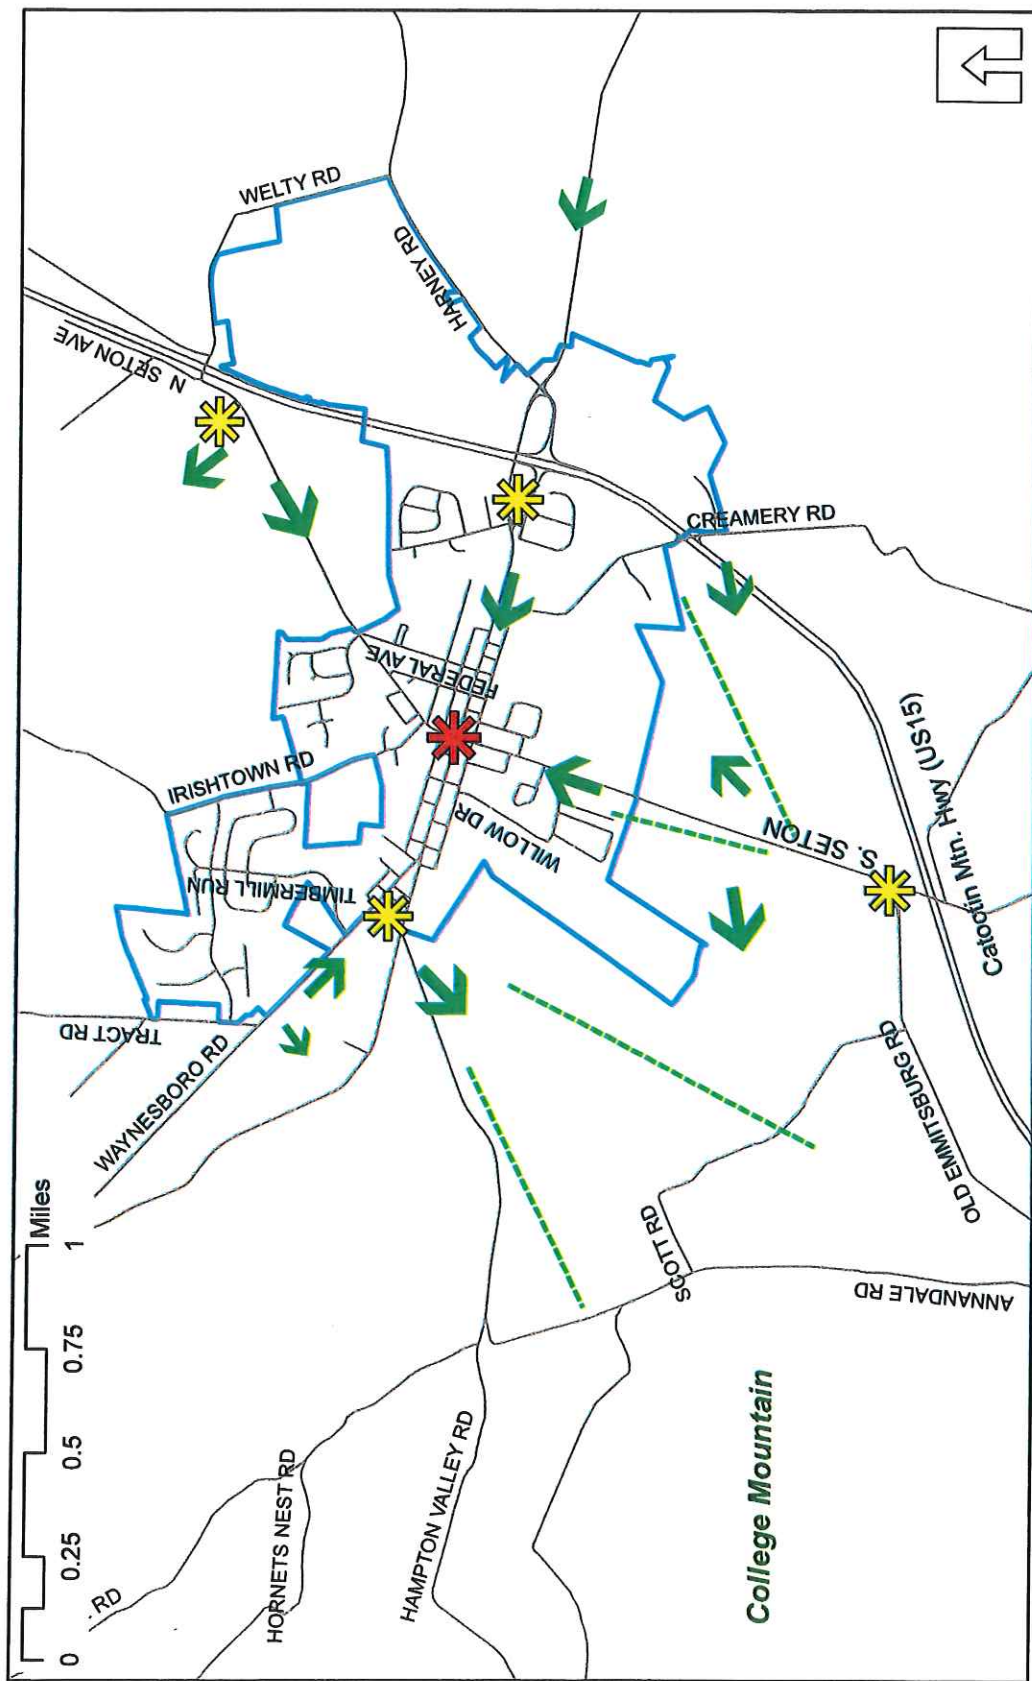 WELTY RD
HARNEY RD
N SETON AVE
CREAMERY RD
FEDERAL AVE
IRISHTOWN RD
WILLOW DR
S. SETON
TIMBERMILL RUN
Catoctin Mtn. Hwy (US15)
TRACT RD
WAYNESBORO RD
OLD EMMITSBURG RD
SCOTT RD
ANNANDALE RD
HORNETS NEST RD
HAMPTON VALLEY RD
. RD
College Mountain
0 0.25 0.5 0.75 1
Miles